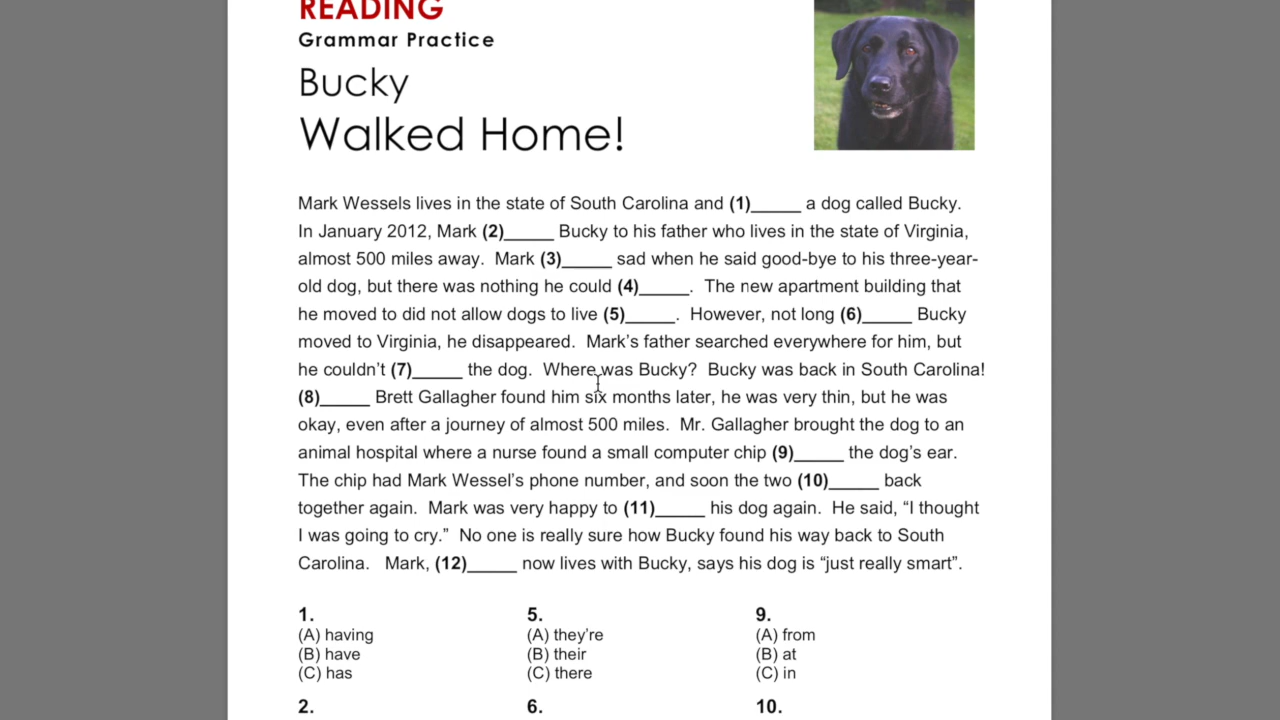 READING
Grammar Practice
Bucky
Walked Home!
Mark Wessels lives in the state of South Carolina and (1)_____ a dog called Bucky.
In January 2012, Mark (2)_____ Bucky to his father who lives in the state of Virginia,
almost 500 miles away. Mark (3)_____ sad when he said good-bye to his three-year-
old dog, but there was nothing he could (4)_____. The new apartment building that
he moved to did not allow dogs to live (5)_____. However, not long (6)_____ Bucky
moved to Virginia, he disappeared. Mark’s father searched everywhere for him, but
he couldn’t (7)_____ the dog. Where was Bucky? Bucky was back in South Carolina!
(8)_____ Brett Gallagher found him six months later, he was very thin, but he was
okay, even after a journey of almost 500 miles. Mr. Gallagher brought the dog to an
animal hospital where a nurse found a small computer chip (9)_____ the dog’s ear.
The chip had Mark Wessel’s phone number, and soon the two (10)_____ back
together again. Mark was very happy to (11)_____ his dog again. He said, “I thought
I was going to cry.” No one is really sure how Bucky found his way back to South
Carolina. Mark, (12)_____ now lives with Bucky, says his dog is “just really smart”.
1.
(A) having
(B) have
(C) has
2.
5.
(A) they’re
(B) their
(C) there
6.
9.
(A) from
(B) at
(C) in
10.